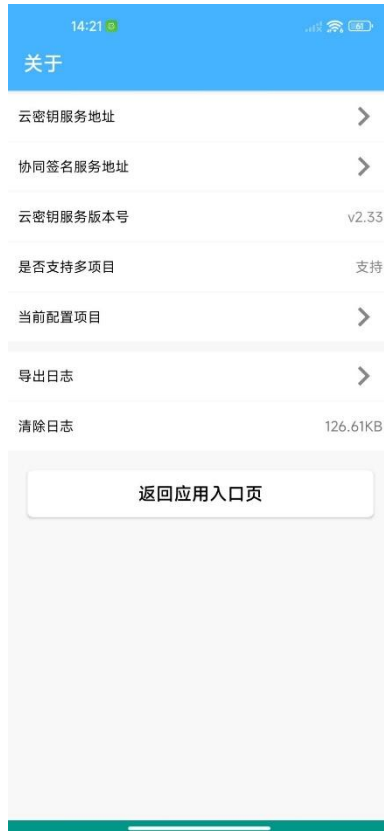 14:21
61
关于
云密钥服务地址
协同签名服务地址
云密钥服务版本号 v2.33
是否支持多项目 支持
当前配置项目
导出日志
清除日志 126.61KB
返回应用入口页